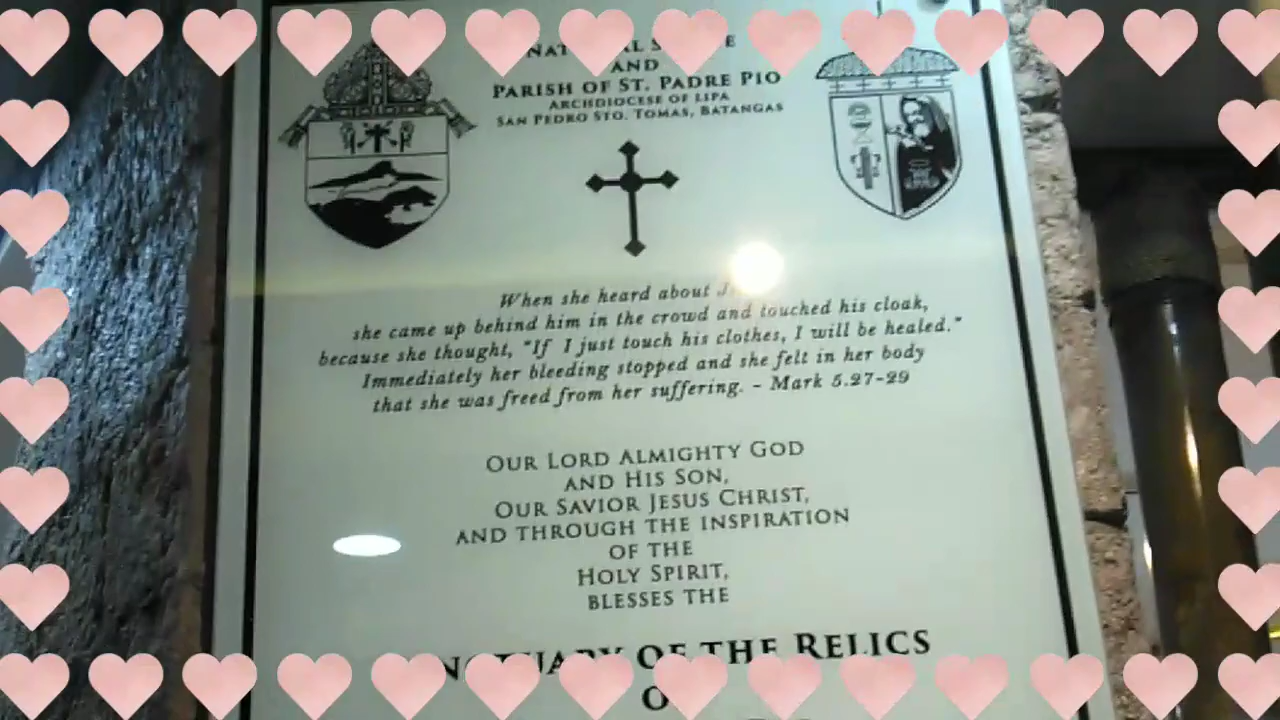 AND
PARISH OF ST. PADRE PIO
ARCHDIOCESE OF LIPA
SAN PEDRO STO. TOMAS, BATANGAS
When she heard about
she came up behind him in the crowd and touched his cloak,
because she thought, "If I just touch his clothes, I will be healed."
Immediately her bleeding stopped and she felt in her body
that she was freed from her suffering. - Mark 5.27-29
OUR LORD ALMIGHTY GOD
AND HIS SON,
OUR SAVIOR JESUS CHRIST,
AND THROUGH THE INSPIRATION
OF THE
HOLY SPIRIT,
BLESSES THE
OF THE RELICS